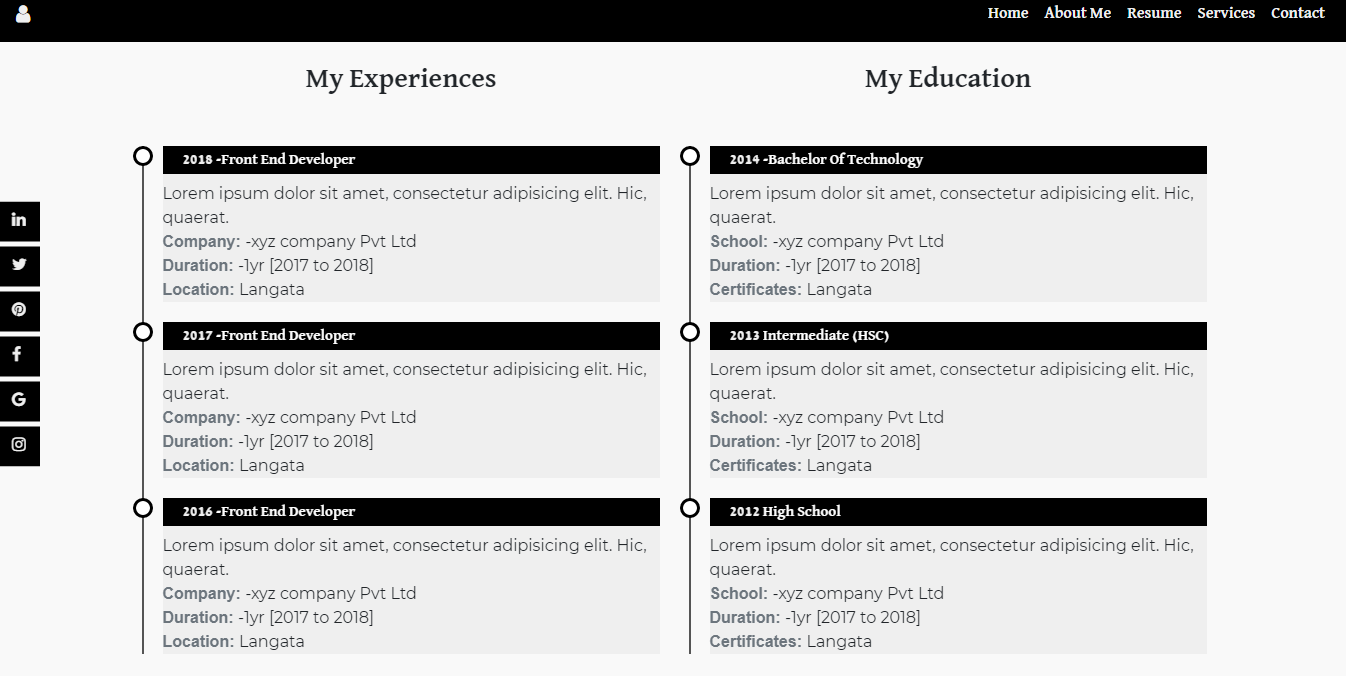 Home About Me Resume Services Contact
My Experiences
2018 -Front End Developer
Lorem ipsum dolor sit amet, consectetur adipisicing elit. Hic,
quaerat.
Company: -xyz company Pvt Ltd
Duration: -1yr [2017 to 2018]
Location: Langata
2017 -Front End Developer
Lorem ipsum dolor sit amet, consectetur adipisicing elit. Hic,
quaerat.
Company: -xyz company Pvt Ltd
Duration: -1yr [2017 to 2018]
Location: Langata
2016 -Front End Developer
Lorem ipsum dolor sit amet, consectetur adipisicing elit. Hic,
quaerat.
Company: -xyz company Pvt Ltd
Duration: -1yr [2017 to 2018]
Location: Langata
My Education
2014 -Bachelor Of Technology
Lorem ipsum dolor sit amet, consectetur adipisicing elit. Hic,
quaerat.
School: -xyz company Pvt Ltd
Duration: -1yr [2017 to 2018]
Certificates: Langata
2013 Intermediate (HSC)
Lorem ipsum dolor sit amet, consectetur adipisicing elit. Hic,
quaerat.
School: -xyz company Pvt Ltd
Duration: -1yr [2017 to 2018]
Certificates: Langata
2012 High School
Lorem ipsum dolor sit amet, consectetur adipisicing elit. Hic,
quaerat.
School: -xyz company Pvt Ltd
Duration: -1yr [2017 to 2018]
Certificates: Langata